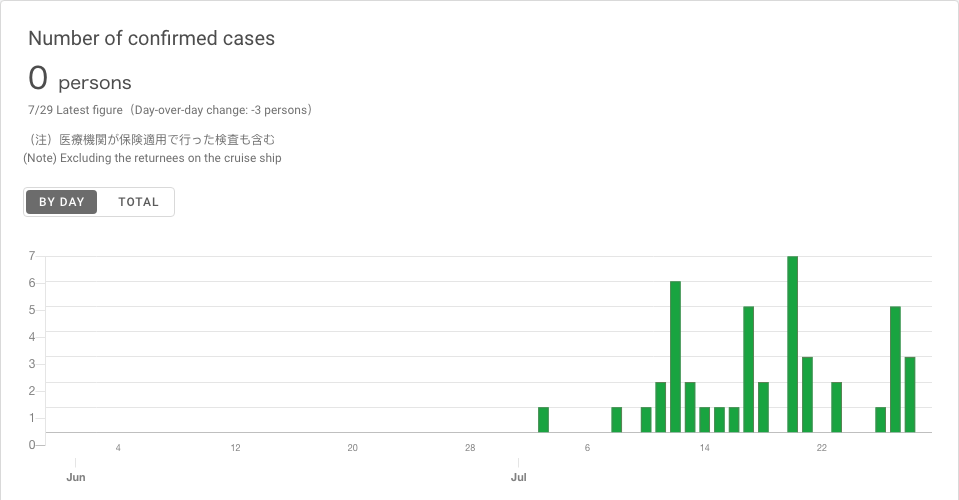 Number of confirmed cases
0 persons
7/29 Latest figure（Day-over-day change: -3 persons）
（注）医療機関が保険適用で行った検査も含む
(Note) Excluding the returnees on the cruise ship
BY DAY TOTAL
7
6
5
4
3
2
1
0
4 12 20 28 6 14 22
Jun Jul